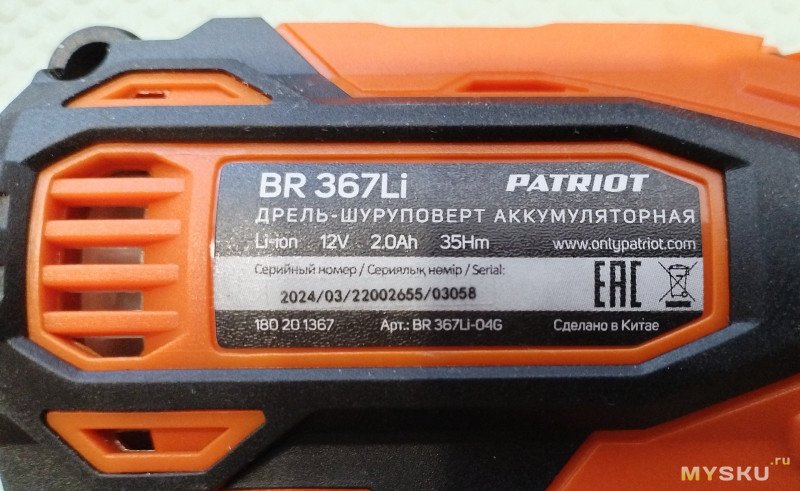 BR 367Li PATRIOT
ДРЕЛЬ-ШУРУПОВЕРТ АККУМУЛЯТОРНАЯ
Li-ion 12V 2.0Ah 35Hm www.onlypatriot.com
Серийный номер / Сериялық нөмір / Serial:
2024/03/22002655/03058
EAC
180 20 1367 Арт.: BR 367Li-04G Сделано в Китае
MYSKU.ru